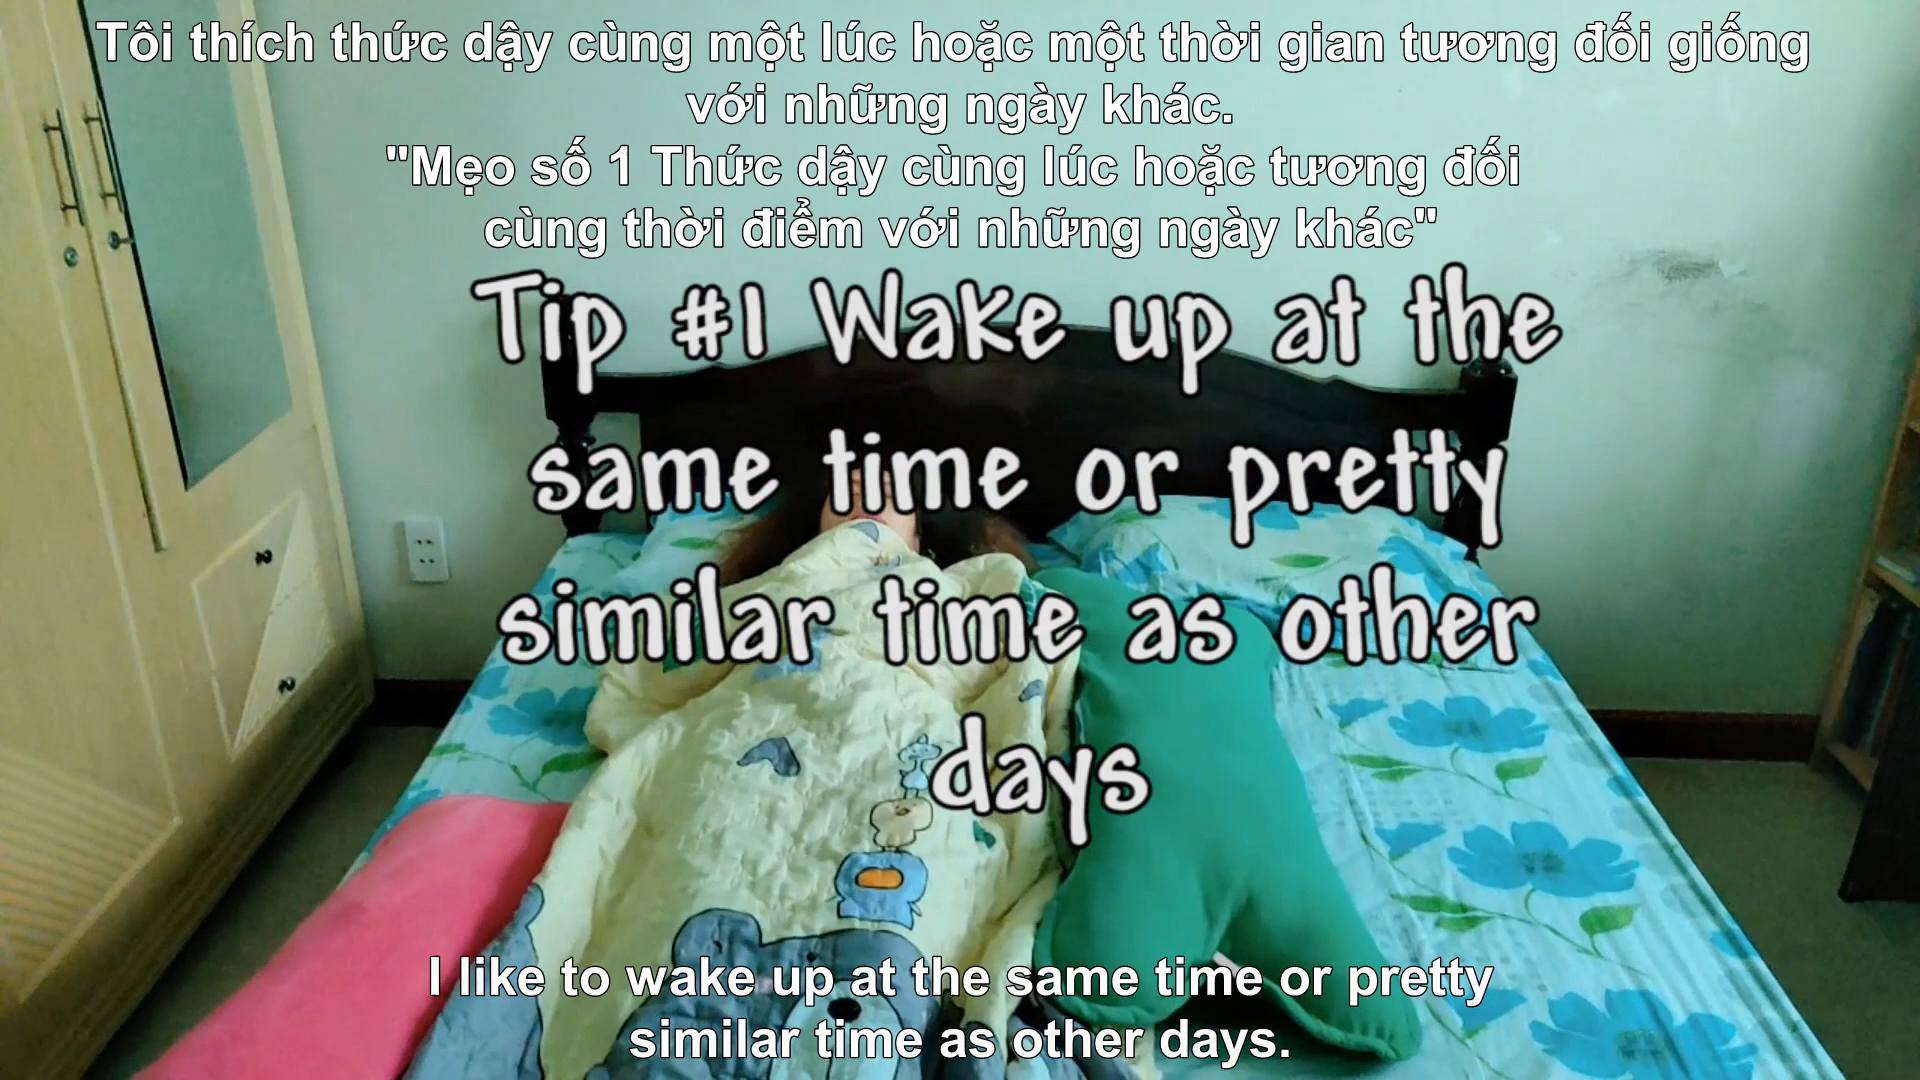 Tôi thích thức dậy cùng một lúc hoặc một thời gian tương đối giống
với những ngày khác.
"Mẹo số 1 Thức dậy cùng lúc hoặc tương đối
cùng thời điểm với những ngày khác"
Tip #1 Wake up at the
same time or pretty
similar time as other
days
I like to wake up at the same time or pretty
similar time as other days.